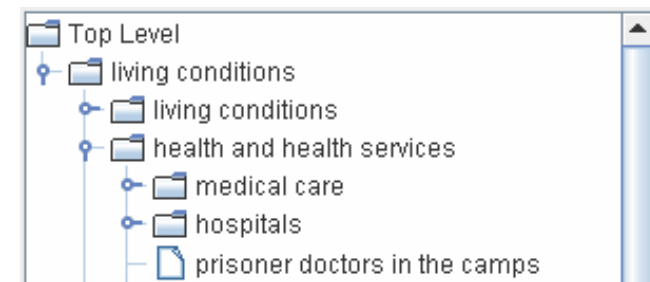 Top Level
living conditions
living conditions
health and health services
medical care
hospitals
prisoner doctors in the camps